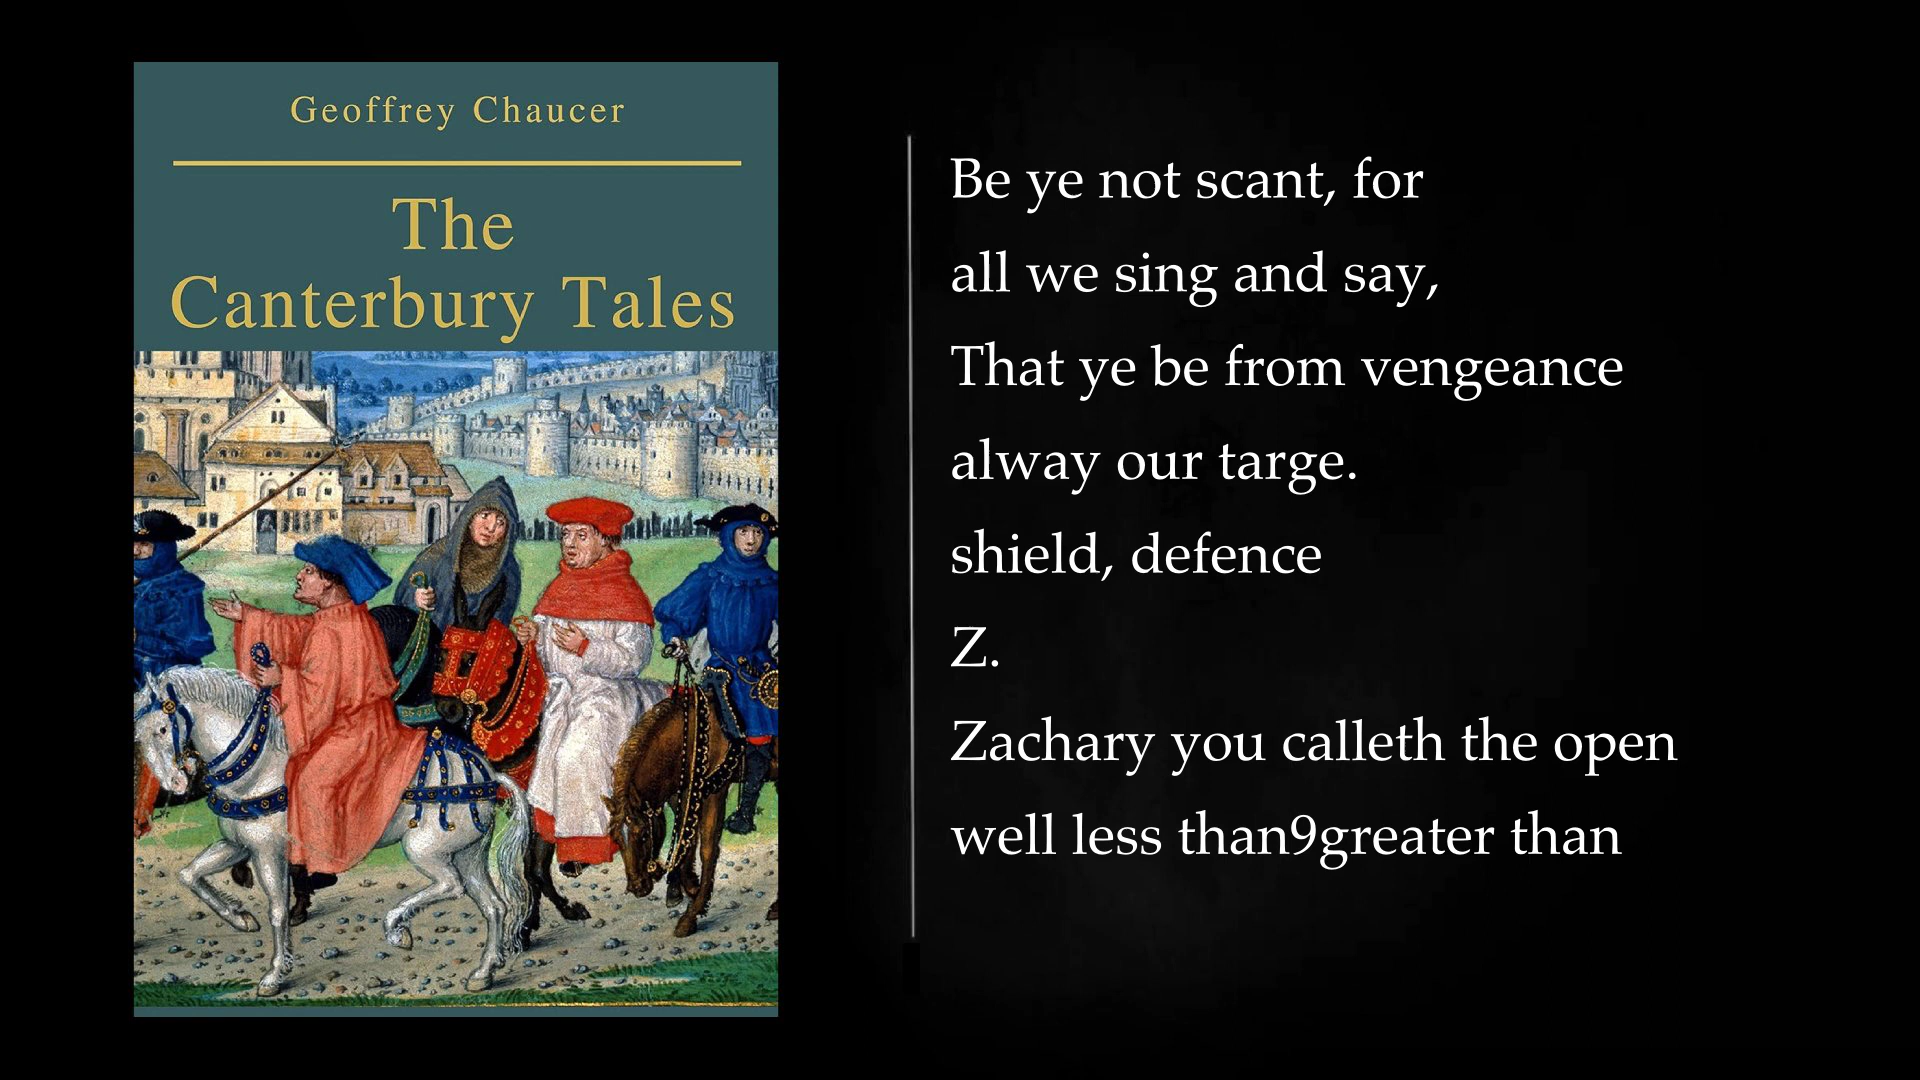 Geoffrey Chaucer
The
Canterbury Tales
Be ye not scant, for
all we sing and say,
That ye be from vengeance
alway our targe.
shield, defence
Z.
Zachary you calleth the open
well less than9greater than